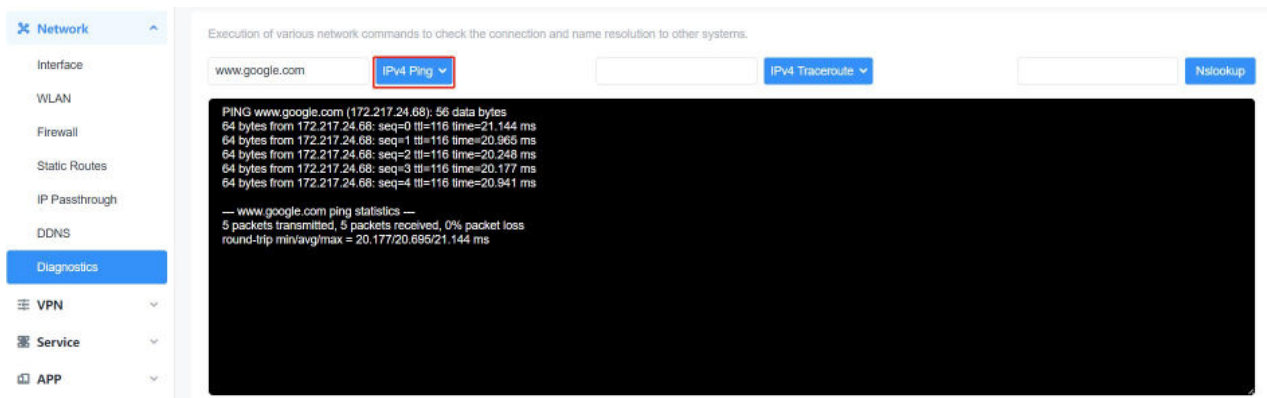 Network
Interface
WLAN
Firewall
Static Routes
IP Passthrough
DDNS
Diagnostics
VPN
Service
APP
Execution of various network commands to check the connection and name resolution to other systems.
www.google.com IPv4 Ping IPv4 Traceroute Nslookup
PING www.google.com (172.217.24.68): 56 data bytes
64 bytes from 172.217.24.68: seq=0 ttl=116 time=21.144 ms
64 bytes from 172.217.24.68: seq=1 ttl=116 time=20.965 ms
64 bytes from 172.217.24.68: seq=2 ttl=116 time=20.248 ms
64 bytes from 172.217.24.68: seq=3 ttl=116 time=20.177 ms
64 bytes from 172.217.24.68: seq=4 ttl=116 time=20.941 ms
— www.google.com ping statistics —
5 packets transmitted, 5 packets received, 0% packet loss
round-trip min/avg/max = 20.177/20.695/21.144 ms